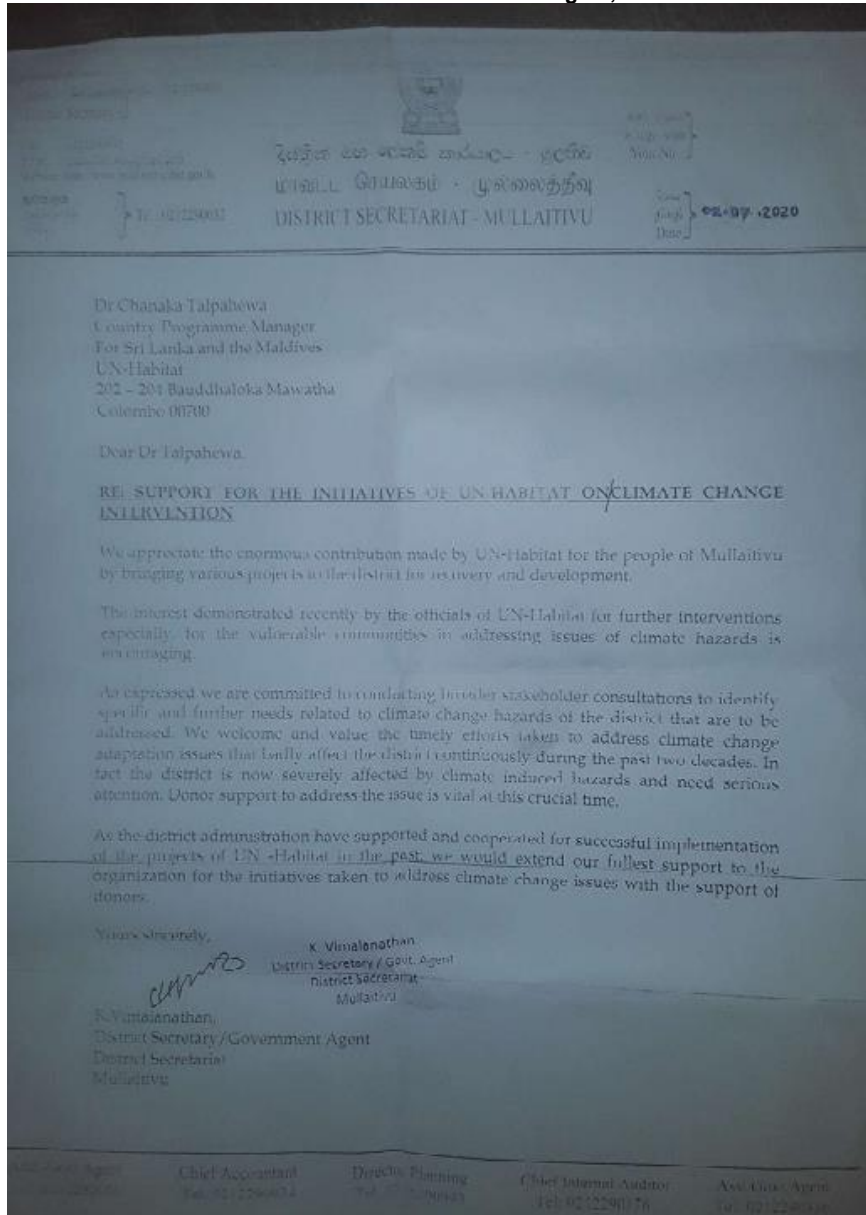 දිස්ත්‍රික්
மாவட்ட செயலகம் - முல்லைத்தீவு
DISTRICT SECRETARIAT - MULLAITIVU
Your No
Date
02.07.2020
Dr Chanaka Talpahewa
Country Programme Manager
For Sri Lanka and the Maldives
UN-Habitat
202 – 204 Bauddhaloka Mawatha
Colombo 00700
Dear Dr Talpahewa
RE: SUPPORT FOR THE INITIATIVES OF UN-HABITAT ON CLIMATE CHANGE
INTERVENTION
We appreciate the enormous contribution made by UN-Habitat for the people of Mullaitivu
by bringing various projects to the district for recovery and development.
The interest demonstrated recently by the officials of UN-Habitat for further interventions
especially, for the vulnerable communities in addressing issues of climate hazards is
encouraging.
As expressed we are committed to conducting broader stakeholder consultations to identify
specific and further needs related to climate change hazards of the district that are to be
addressed. We welcome and value the timely efforts taken to address climate change
adaptation issues that badly affect the district continuously during the past two decades. In
fact the district is now severely affected by climate induced hazards and need serious
attention. Donor support to address the issue is vital at this crucial time.
As the district administration have supported and cooperated for successful implementation
of the projects of UN -Habitat in the past, we would extend our fullest support to the
organization for the initiatives taken to address climate change issues with the support of
donors.
Yours sincerely,
K. Vimalanathan
District Secretary / Govt. Agent
District Secretariat
Mullaitivu
K.Vimalanathan,
District Secretary/Government Agent
District Secretariat
Mullaitivu
Chief Accountant
Director Planning
Chief Internal Auditor
Tel: 0212290176